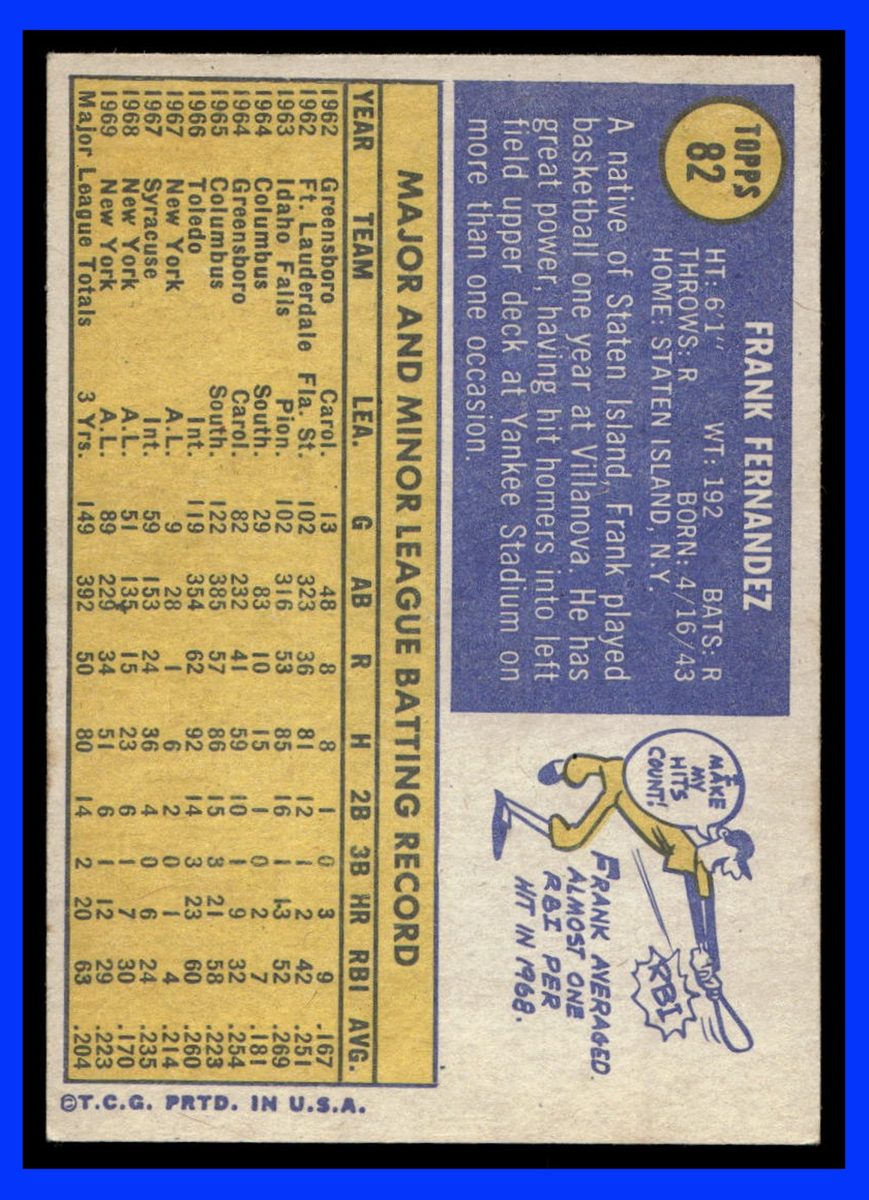 TOPPS
82
FRANK FERNANDEZ
HT: 6'1" WT: 192 BATS: R
THROWS: R BORN: 4/16/43
HOME: STATEN ISLAND, N.Y.
A native of Staten Island, Frank played
basketball one year at Villanova. He has
great power, having hit homers into left
field upper deck at Yankee Stadium on
more than one occasion.
I MAKE
MY
HITS
COUNT!
RBI
FRANK AVERAGED
ALMOST ONE
RBI PER
HIT IN 1968.
MAJOR AND MINOR LEAGUE BATTING RECORD
YEAR TEAM LEA. G AB R H 2B 3B HR RBI AVG.
1962 Greensboro Carol. 13 48 8 8 1 0 3 9 .167
1962 Ft. Lauderdale Fla. St. 102 323 36 81 12 1 2 42 .251
1963 Idaho Falls Pion. 102 316 53 85 16 1 13 52 .269
1964 Columbus South. 29 83 10 15 1 0 2 7 .181
1964 Greensboro Carol. 82 232 41 59 10 1 9 32 .254
1965 Columbus South. 122 385 57 86 15 3 21 58 .223
1966 Toledo Int. 119 354 62 92 14 3 23 60 .260
1967 New York A.L. 9 28 1 6 2 0 1 4 .214
1967 Syracuse Int. 59 153 24 36 4 0 6 24 .235
1968 New York A.L. 51 135 15 23 6 1 7 30 .170
1969 New York A.L. 89 229 34 51 6 1 12 29 .223
Major League Totals 3 Yrs. 149 392 50 80 14 2 20 63 .204
©T.C.G. PRTD. IN U.S.A.